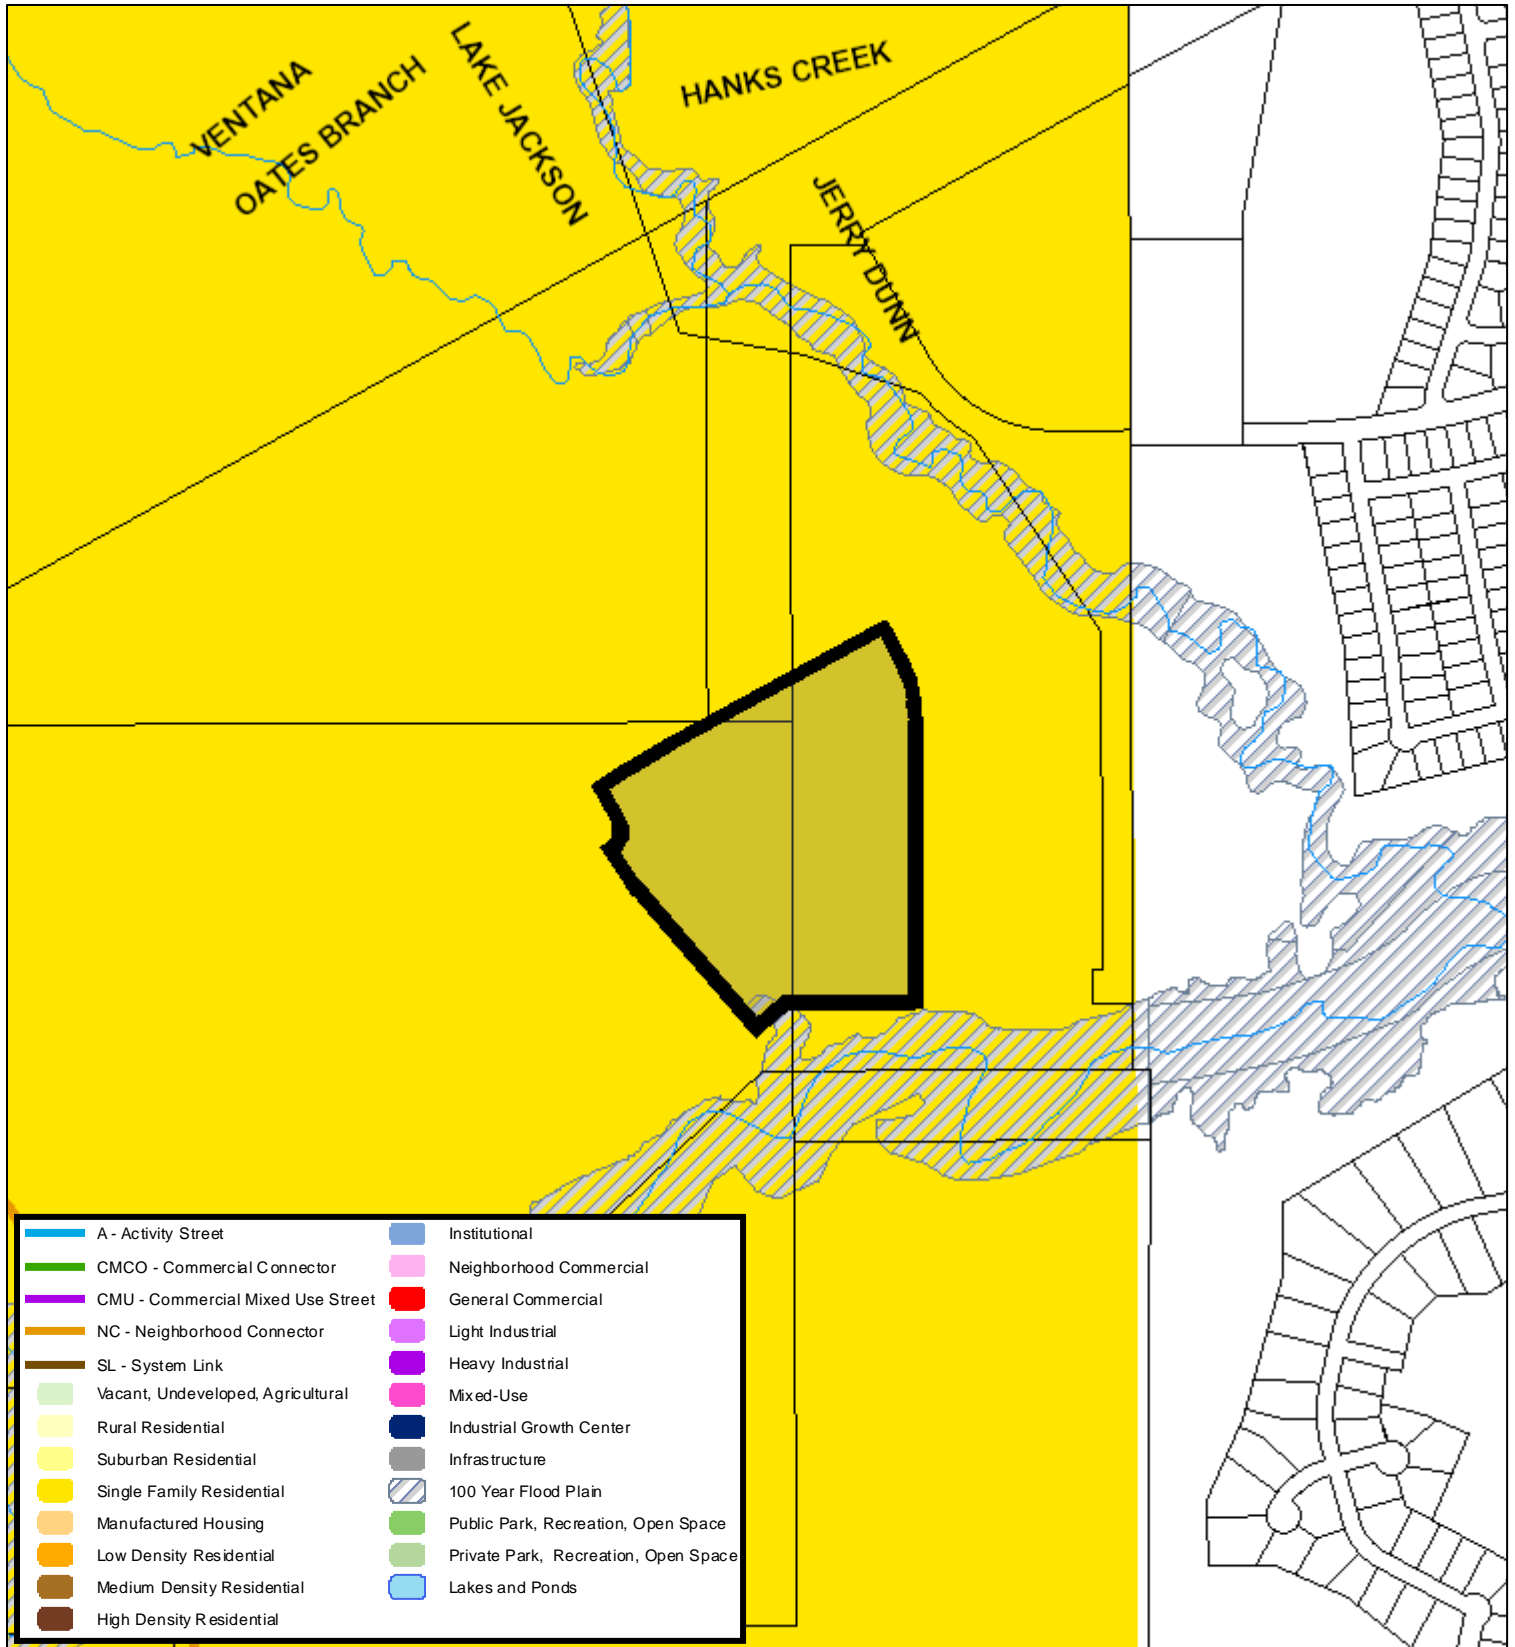 VENTANA
OATES BRANCH
LAKE JACKSON
HANKS CREEK
JERRY DUNN
A - Activity Street
CMCO - Commercial Connector
CMU - Commercial Mixed Use Street
NC - Neighborhood Connector
SL - System Link
Vacant, Undeveloped, Agricultural
Rural Residential
Suburban Residential
Single Family Residential
Manufactured Housing
Low Density Residential
Medium Density Residential
High Density Residential
Institutional
Neighborhood Commercial
General Commercial
Light Industrial
Heavy Industrial
Mixed-Use
Industrial Growth Center
Infrastructure
100 Year Flood Plain
Public Park, Recreation, Open Space
Private Park, Recreation, Open Space
Lakes and Ponds